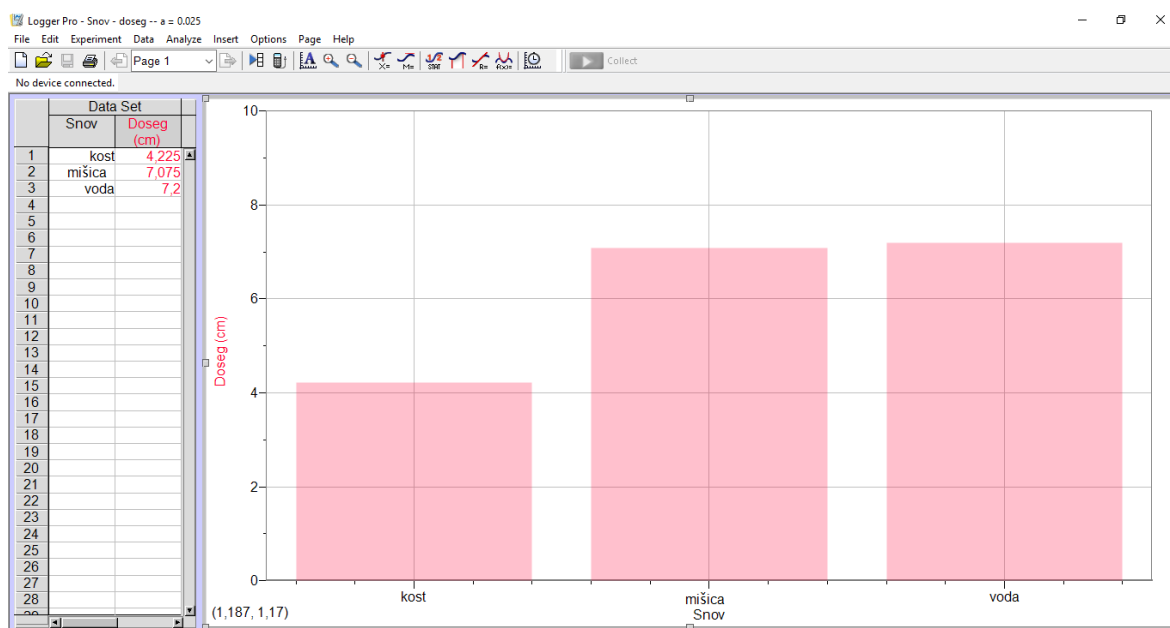 Logger Pro - Snov - doseg -- a = 0.025
File Edit Experiment Data Analyze Insert Options Page Help
Page 1
Collect
No device connected.
Data Set
Snov Doseg
(cm)
1 kost 4,225
2 mišica 7,075
3 voda 7,2
4
5
6
7
8
9
10
11
12
13
14
15
16
17
18
19
20
21
22
23
24
25
26
27
28
10
8
6
4
2
0
Doseg (cm)
kost mišica voda
Snov
(1,187, 1,17)